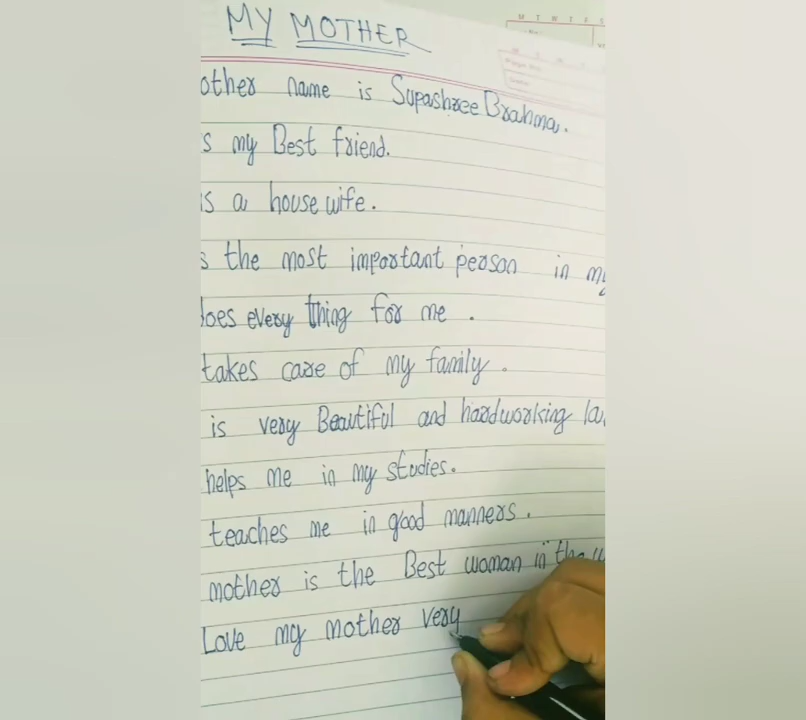 MY MOTHER
M T W T F S
other name is Supashree Brahma.
s my Best friend.
is a house wife.
s the most important person in my
does every thing for me .
takes care of my family .
is very Beautiful and hardworking la
helps me in my studies.
teaches me in good manners .
mother is the Best woman in the w
Love my mother very